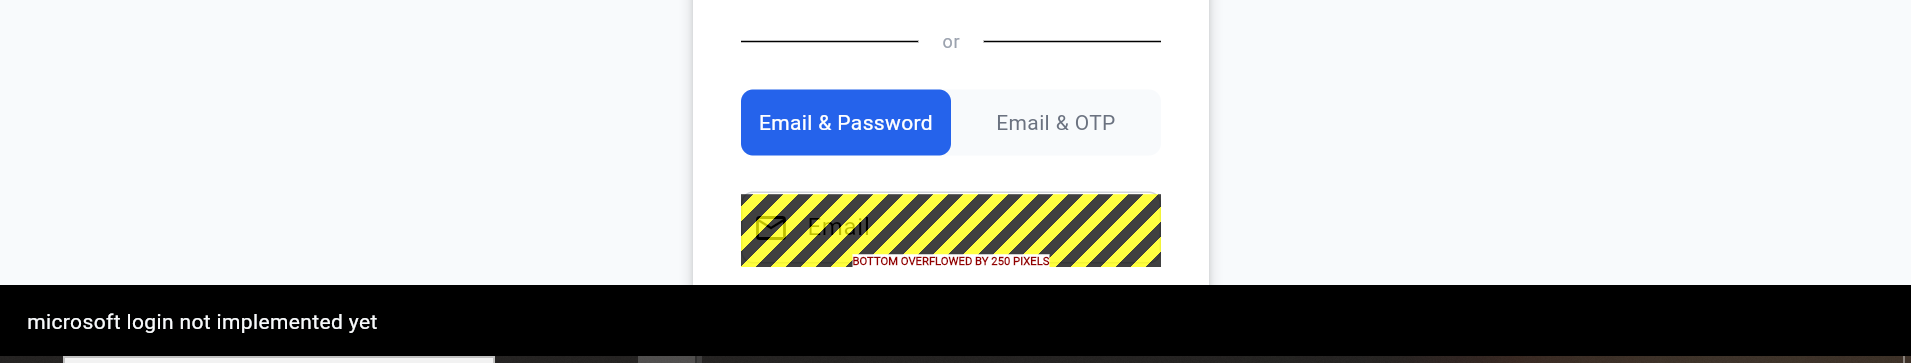 or
Email & Password
Email & OTP
Email
BOTTOM OVERFLOWED BY 250 PIXELS
microsoft login not implemented yet